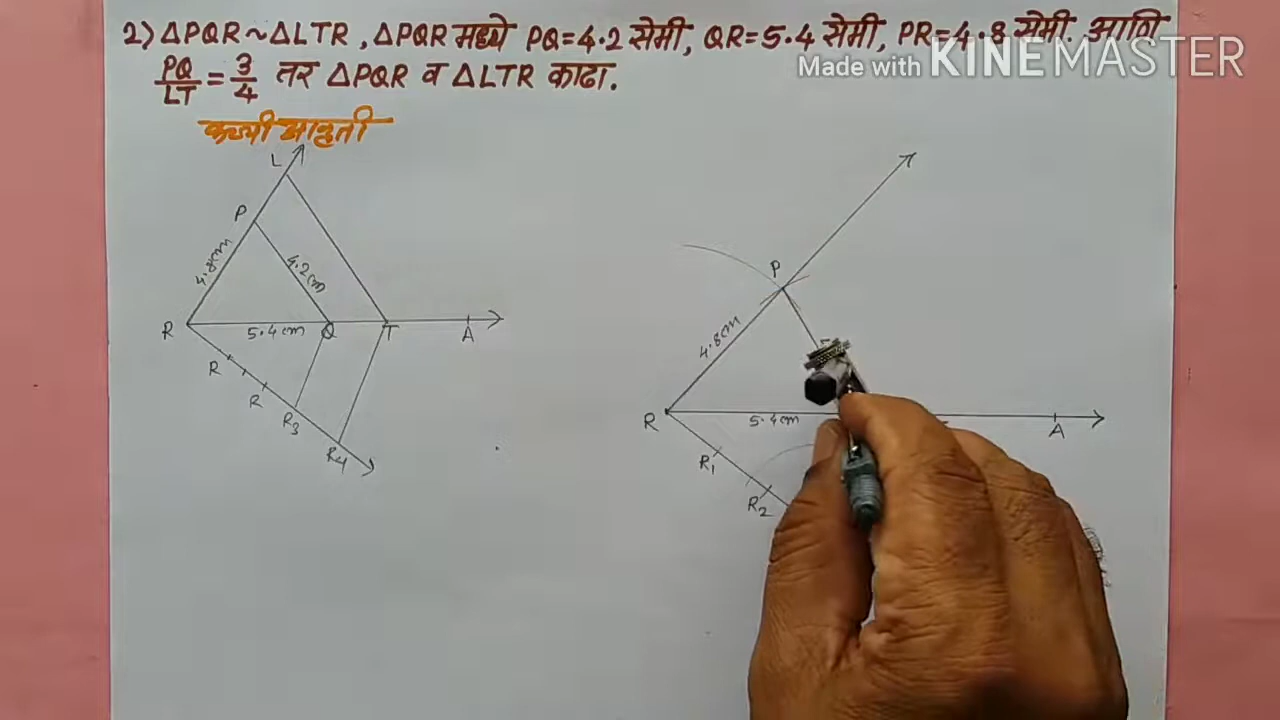 2) ΔPQR ~ ΔLTR, ΔPQR मध्ये PQ=4.2 सेमी, QR=5.4 सेमी, PR=4.8 सेमी. आणि
PQ/LT = 3/4 तर ΔPQR व ΔLTR काढा.
Made with KINEMASTER
कच्ची आकृती
L
P
4.8cm
4.2cm
R
5.4cm
Q
T
A
R
R
R3
R4
P
4.8cm
R
5.4cm
A
R1
R2